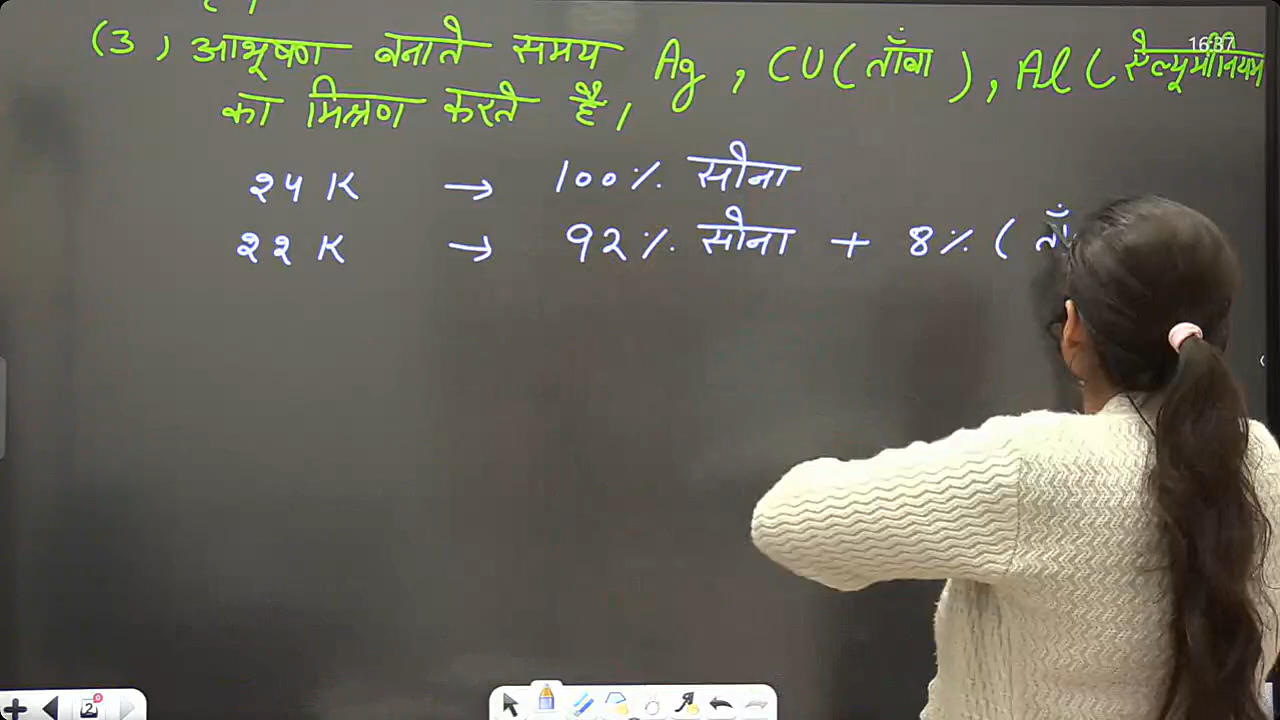 है।
(3) आभूषण बनाते समय Ag, CU (ताँबा), Al (ऐल्यूमीनियम
16:37
का मिश्रण करते है।
24 K → 100% सोना
22 K → 92% सोना + 8% ( ताँ
2